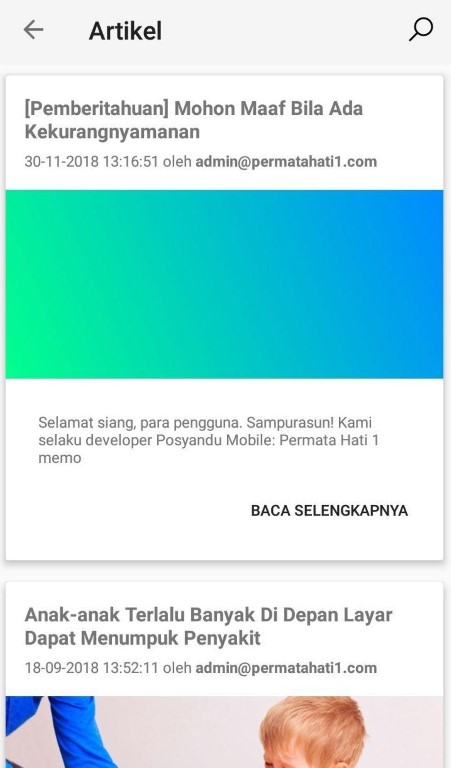 Artikel
[Pemberitahuan] Mohon Maaf Bila Ada
Kekurangnyamanan
30-11-2018 13:16:51 oleh admin@permatahati1.com
Selamat siang, para pengguna. Sampurasun! Kami
selaku developer Posyandu Mobile: Permata Hati 1
memo
BACA SELENGKAPNYA
Anak-anak Terlalu Banyak Di Depan Layar
Dapat Menumpuk Penyakit
18-09-2018 13:52:11 oleh admin@permatahati1.com